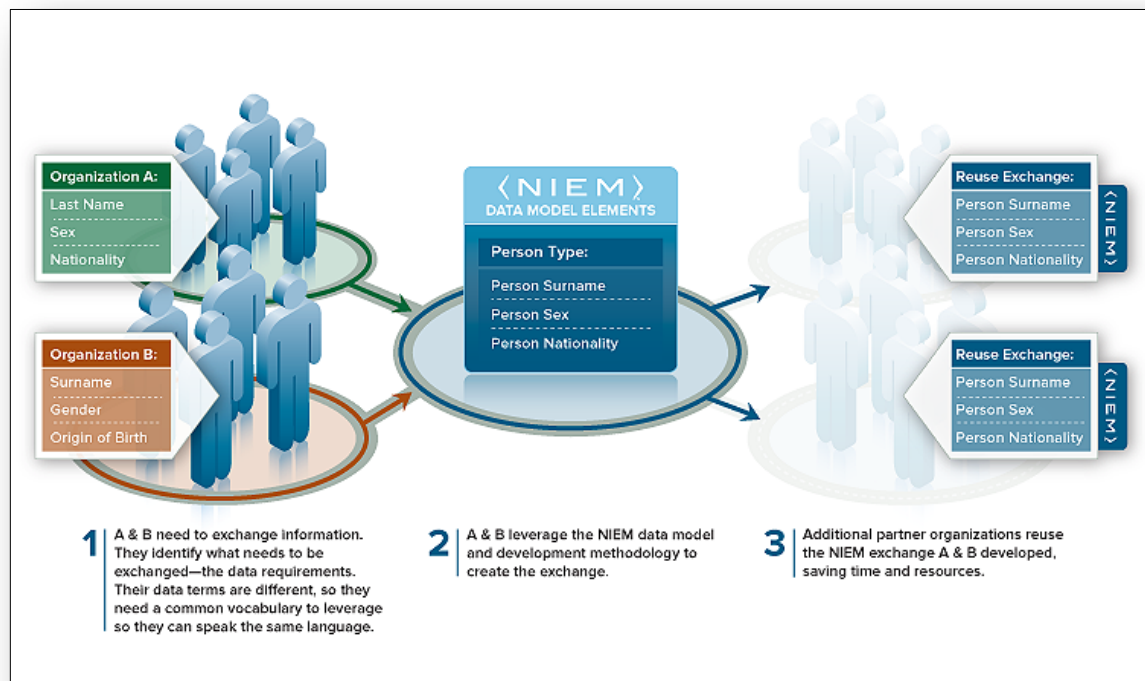 Organization A:
Last Name
Sex
Nationality
Organization B:
Surname
Gender
Origin of Birth
〈NIEM〉
DATA MODEL ELEMENTS
Person Type:
Person Surname
Person Sex
Person Nationality
Reuse Exchange:
Person Surname
Person Sex
Person Nationality
〈NIEM〉
Reuse Exchange:
Person Surname
Person Sex
Person Nationality
〈NIEM〉
1
A & B need to exchange information.
They identify what needs to be
exchanged—the data requirements.
Their data terms are different, so they
need a common vocabulary to leverage
so they can speak the same language.
2
A & B leverage the NIEM data model
and development methodology to
create the exchange.
3
Additional partner organizations reuse
the NIEM exchange A & B developed,
saving time and resources.